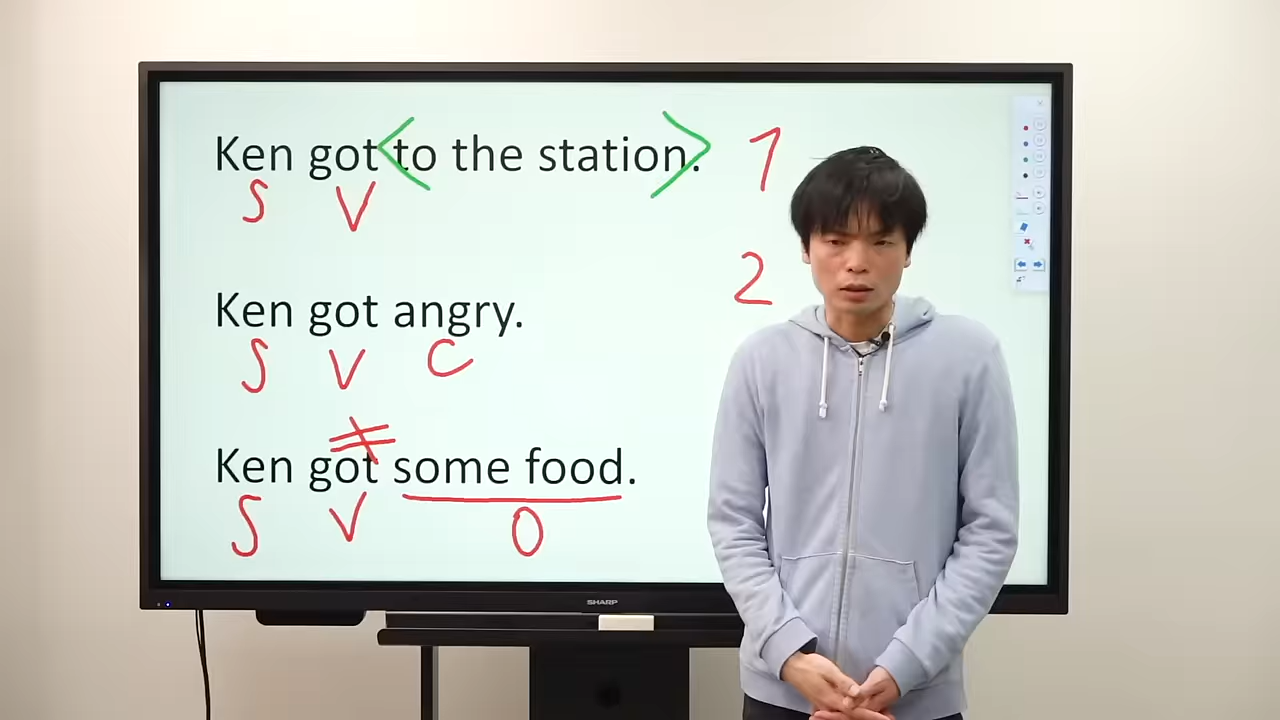 Ken got <to the station>. 1
S V
2
Ken got angry.
S V C
≠
Ken got some food.
S V O
SHARP